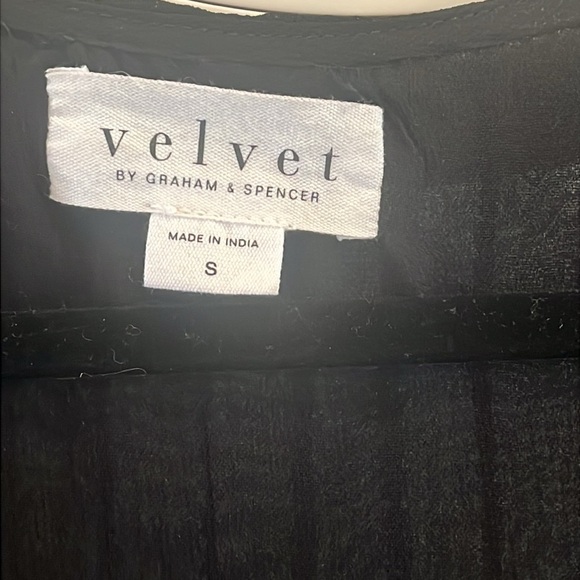 velvet
BY GRAHAM & SPENCER
MADE IN INDIA
S